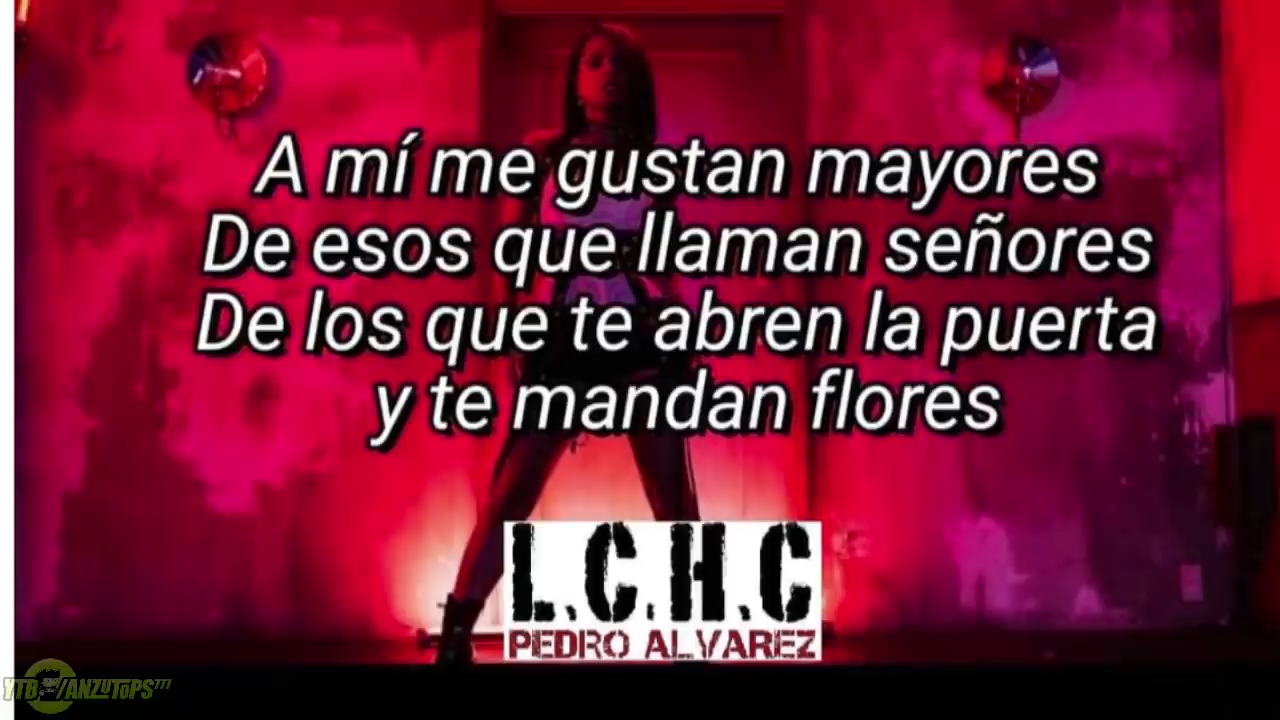 A mí me gustan mayores
De esos que llaman señores
De los que te abren la puerta
y te mandan flores
L.C.H.C
PEDRO ALVAREZ
YTB /ANZUTOPS777